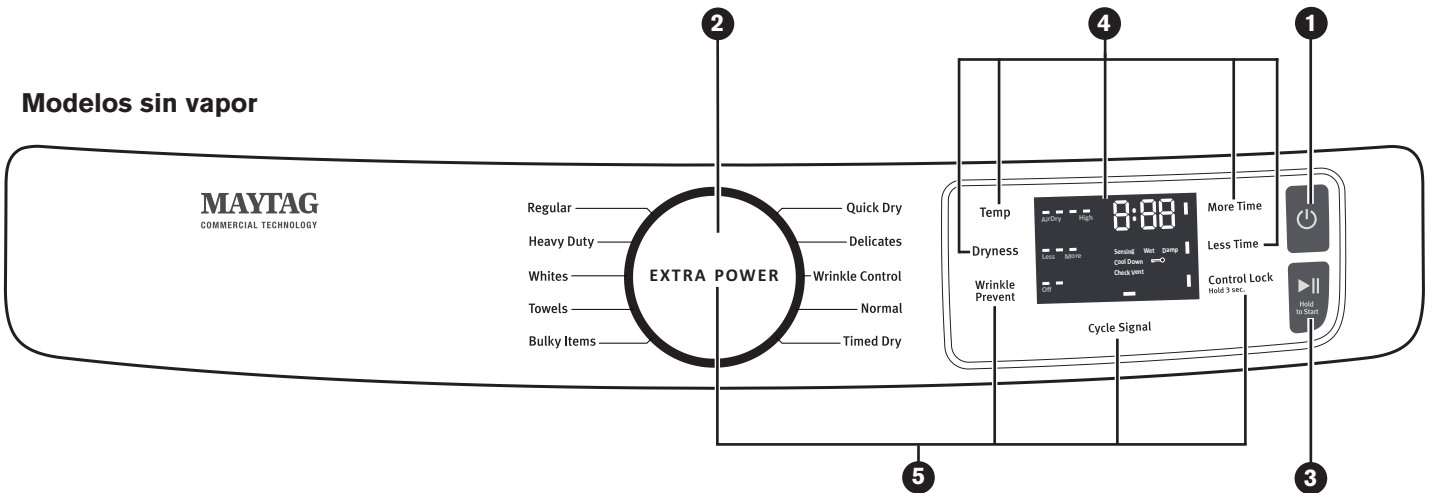 2
4
1
Modelos sin vapor
MAYTAG
COMMERCIAL TECHNOLOGY
Regular
Heavy Duty
Whites
Towels
Bulky Items
EXTRA POWER
Quick Dry
Delicates
Wrinkle Control
Normal
Timed Dry
Temp
Dryness
Wrinkle
Prevent
AirDry High
8:88
Less More
Sensing Wet Damp
Cool Down
Check Vent
Off
More Time
Less Time
Control Lock
Hold 3 sec.
Cycle Signal
Hold
to Start
5
3